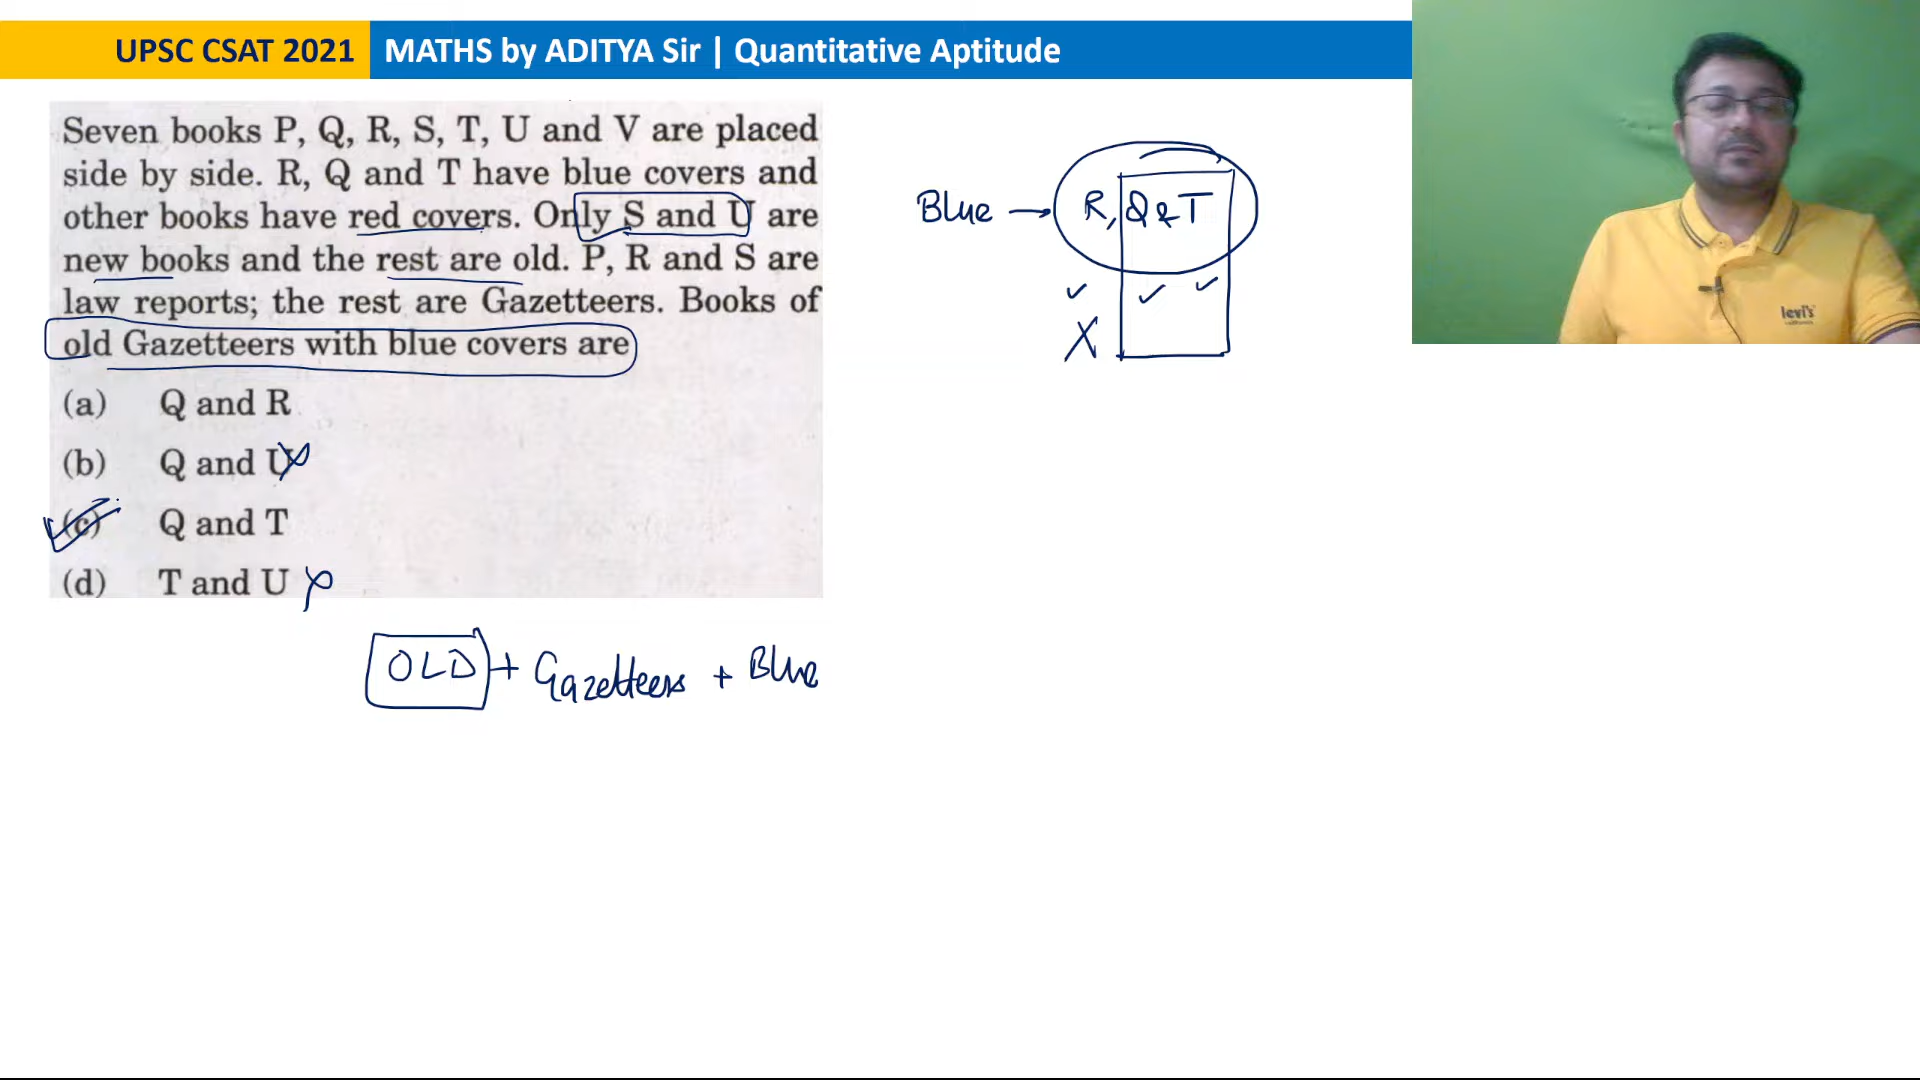 UPSC CSAT 2021 MATHS by ADITYA Sir | Quantitative Aptitude
Seven books P, Q, R, S, T, U and V are placed
side by side. R, Q and T have blue covers and
other books have red covers. Only S and U are
new books and the rest are old. P, R and S are
law reports; the rest are Gazetteers. Books of
old Gazetteers with blue covers are
(a) Q and R
(b) Q and U
(c) Q and T
(d) T and U
OLD + Gazetteers + Blue
Blue → R, Q & T
✓ ✓ ✓
X
levi's